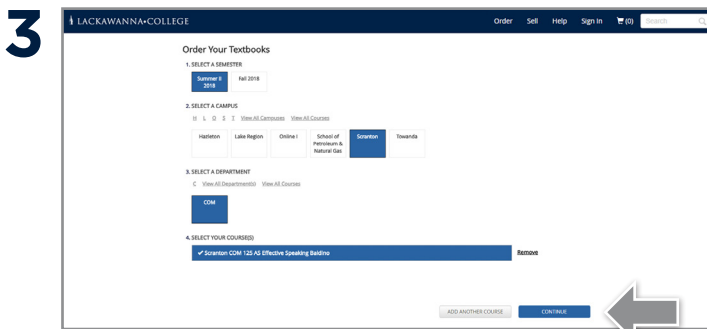 3
LACKAWANNA•COLLEGE
Order Sell Help Sign In (0) Search
Order Your Textbooks
1. SELECT A SEMESTER
Summer II 2018
Fall 2018
2. SELECT A CAMPUS
H L O S T View All Campuses View All Courses
Hazleton
Lake Region
Online I
School of Petroleum & Natural Gas
Scranton
Towanda
3. SELECT A DEPARTMENT
C View All Department(s) View All Courses
COM
4. SELECT YOUR COURSE(S)
✓ Scranton COM 125 AS Effective Speaking Baldino Remove
ADD ANOTHER COURSE CONTINUE